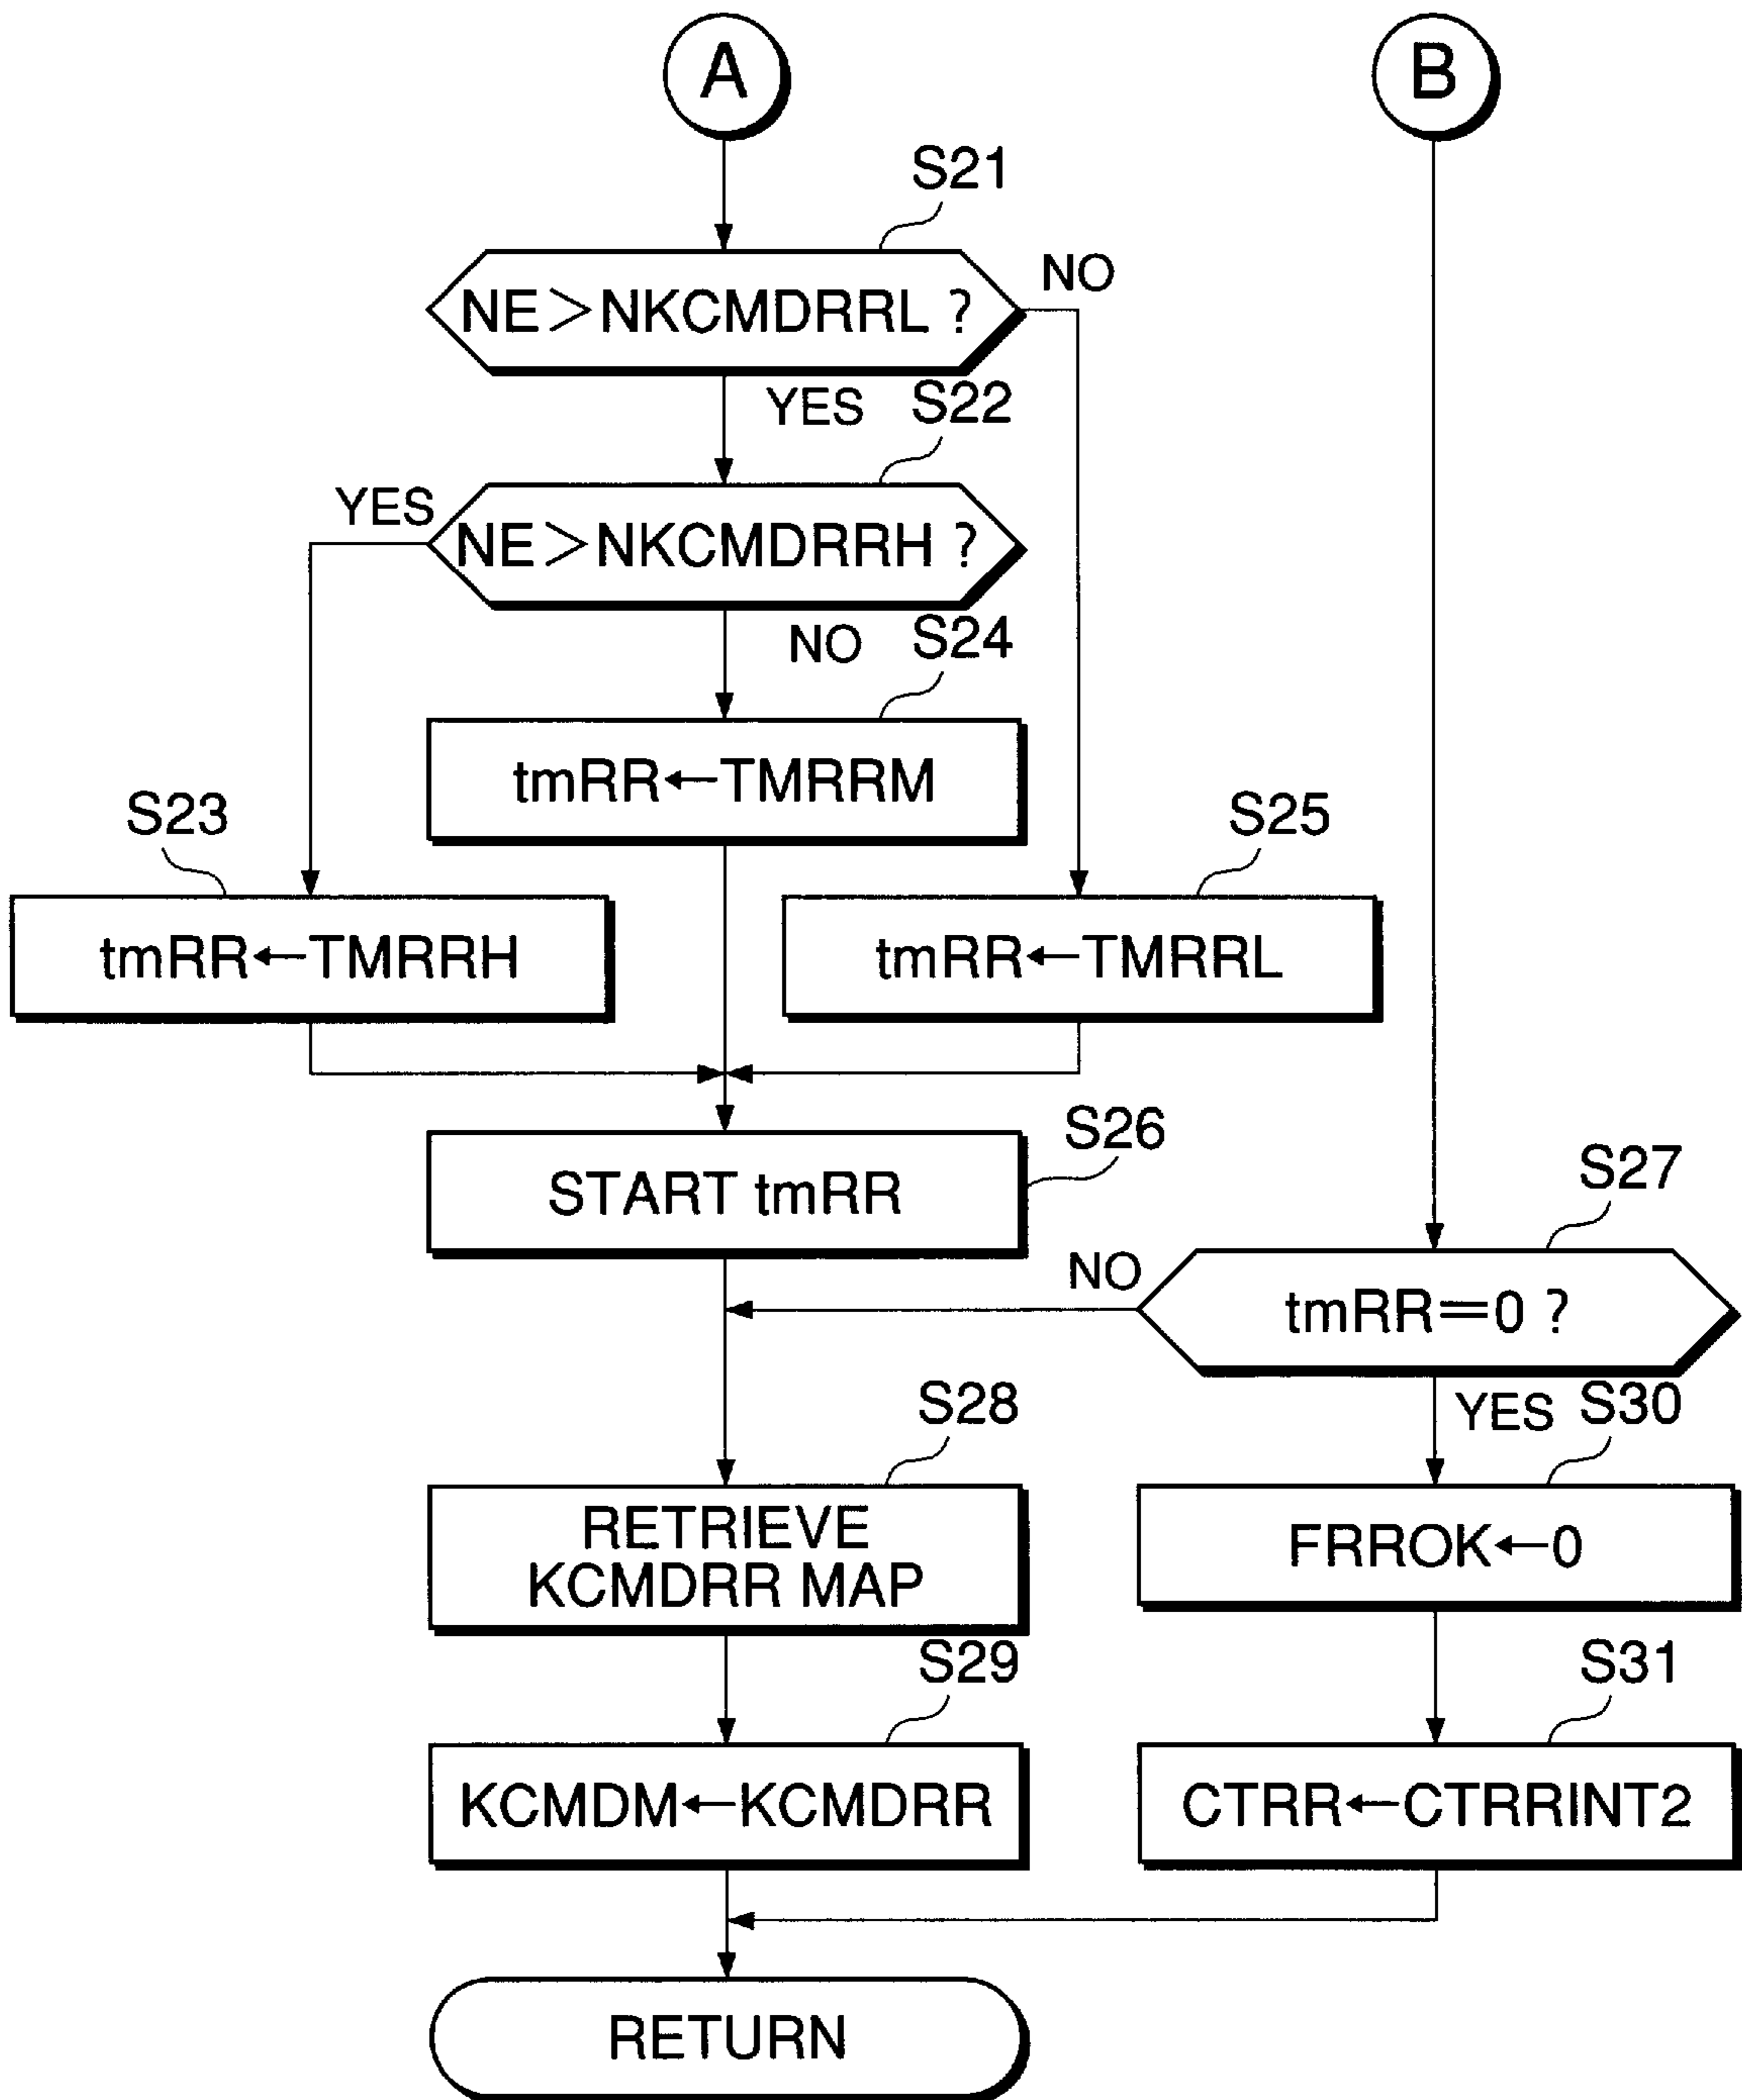 A
B
S21
NE>NKCMDRRL ?
NO
YES
S22
YES
NE>NKCMDRRH ?
NO
S24
tmRR←TMRRM
S23
S25
tmRR←TMRRH
tmRR←TMRRL
S26
START tmRR
S27
NO
tmRR=0 ?
S28
YES
S30
RETRIEVE
KCMDRR MAP
FRROK←0
S29
S31
KCMDM←KCMDRR
CTRR←CTRRINT2
RETURN